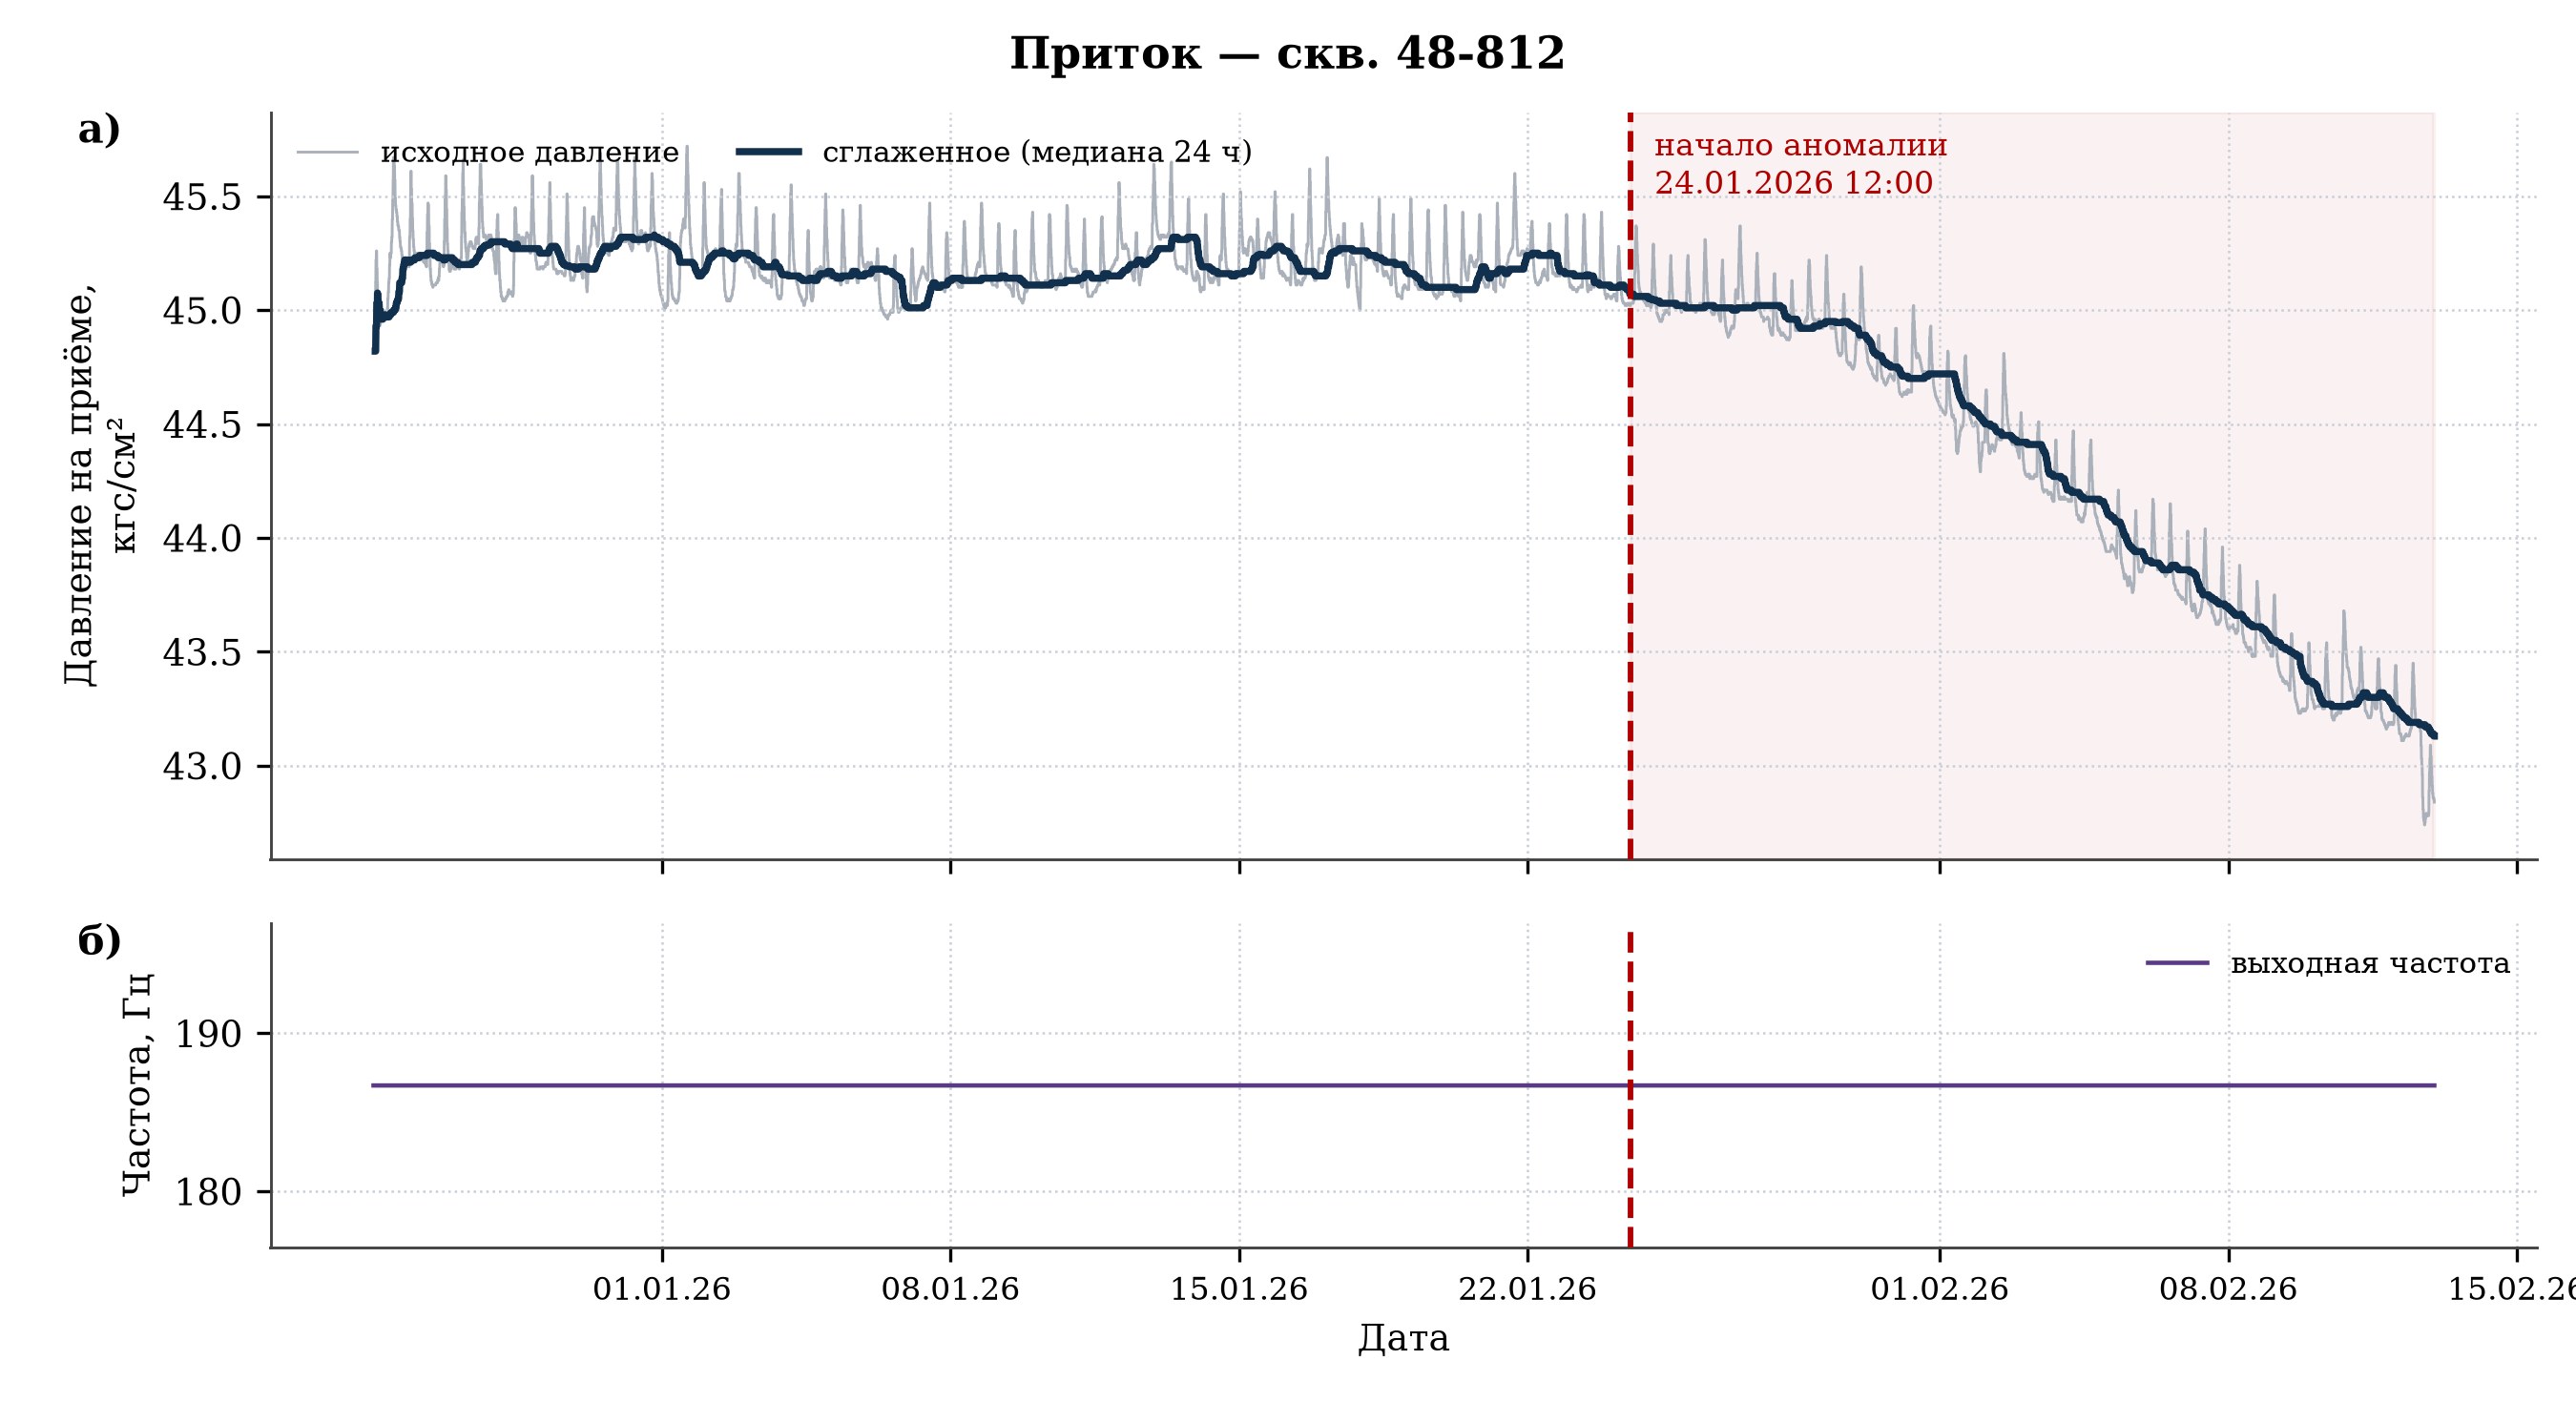 Приток — скв. 48-812
а)
исходное давление
сглаженное (медиана 24 ч)
начало аномалии
24.01.2026 12:00
Давление на приёме,
кгс/см²
45.5
45.0
44.5
44.0
43.5
43.0
б)
выходная частота
Частота, Гц
190
180
01.01.26
08.01.26
15.01.26
22.01.26
01.02.26
08.02.26
15.02.26
Дата